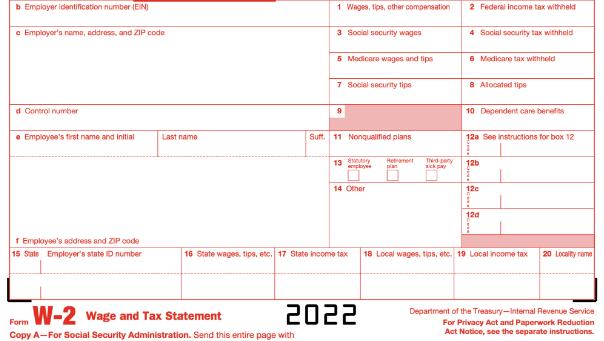 b Employer identification number (EIN)
1 Wages, tips, other compensation
2 Federal income tax withheld
c Employer's name, address, and ZIP code
3 Social security wages
4 Social security tax withheld
5 Medicare wages and tips
6 Medicare tax withheld
7 Social security tips
8 Allocated tips
d Control number
9
10 Dependent care benefits
e Employee's first name and initial
Last name
Suff.
11 Nonqualified plans
12a See instructions for box 12
13 Statutory employee
Retirement plan
Third-party sick pay
12b
14 Other
12c
12d
f Employee's address and ZIP code
15 State Employer's state ID number
16 State wages, tips, etc.
17 State income tax
18 Local wages, tips, etc.
19 Local income tax
20 Locality name
Form W-2 Wage and Tax Statement
2022
Department of the Treasury—Internal Revenue Service
For Privacy Act and Paperwork Reduction
Act Notice, see the separate instructions.
Copy A—For Social Security Administration. Send this entire page with